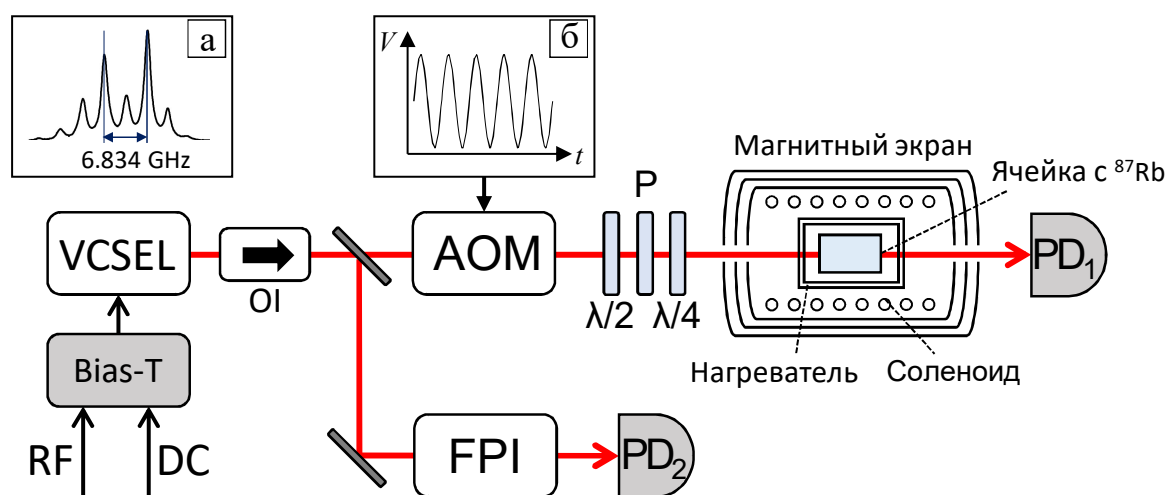 а
6.834 GHz
V
t
б
VCSEL
OI
AOM
P
λ/2
λ/4
Магнитный экран
Ячейка с ⁸⁷Rb
PD₁
Нагреватель
Соленоид
Bias-T
RF
DC
FPI
PD₂